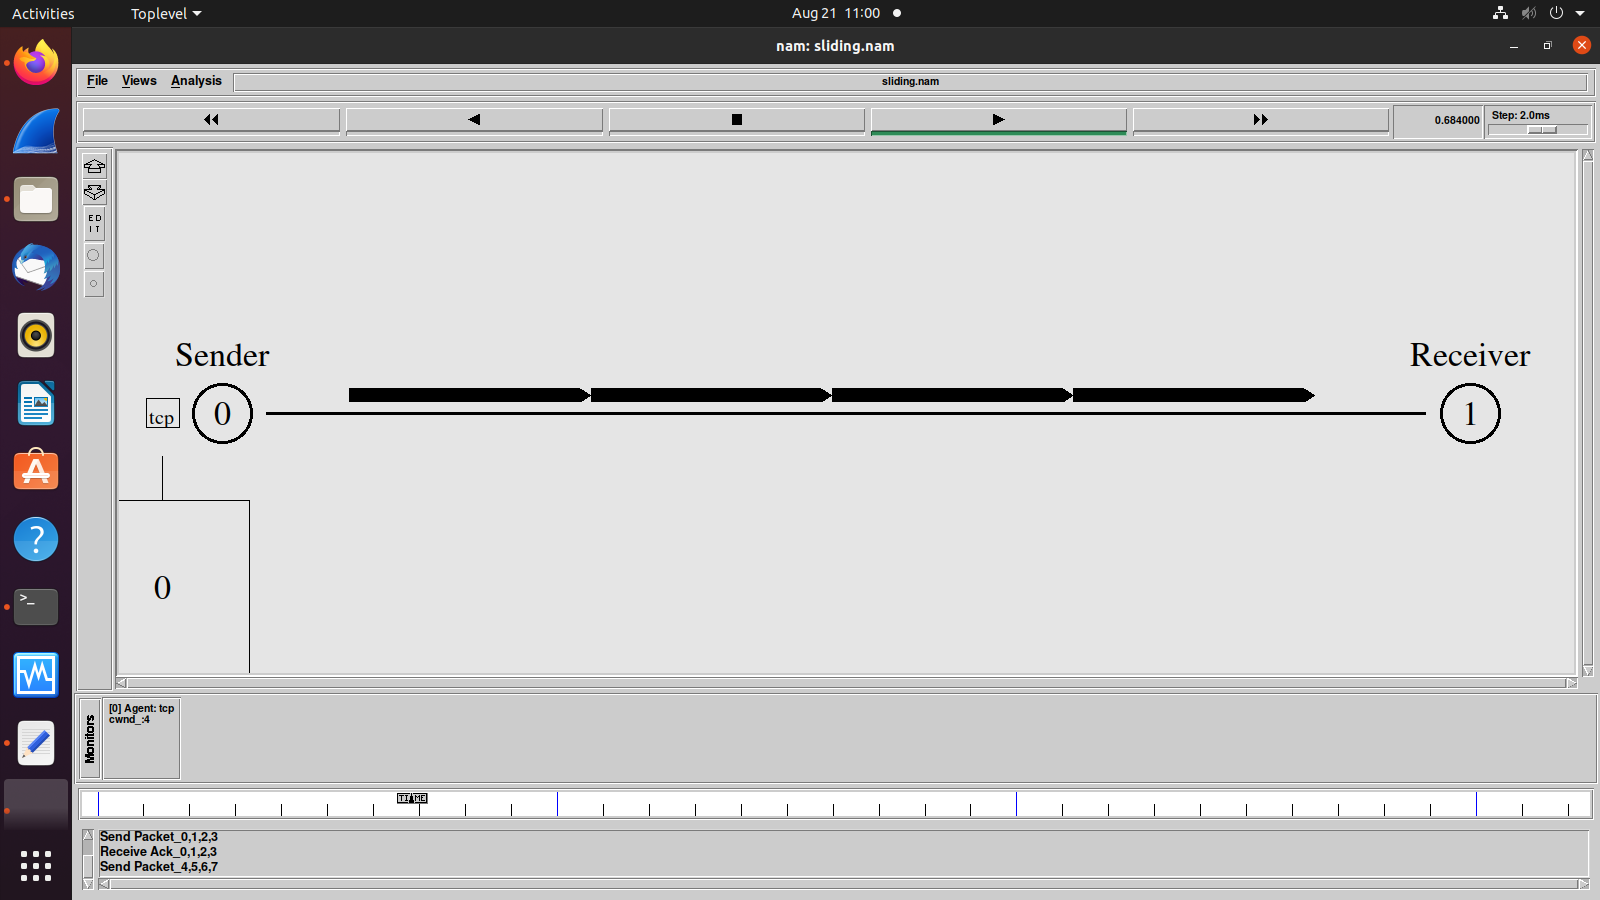 Activities
Toplevel
Aug 21 11:00
nam: sliding.nam
File Views Analysis
sliding.nam
0.684000
Step: 2.0ms
ED
IT
Sender
Receiver
tcp
0
1
0
Monitors
[0] Agent: tcp
cwnd_:4
TIME
Send Packet_0,1,2,3
Receive Ack_0,1,2,3
Send Packet_4,5,6,7